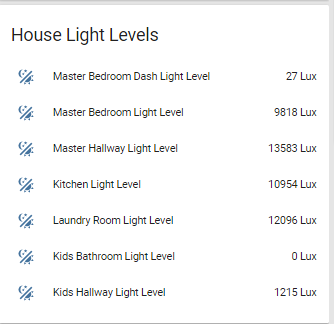 House Light Levels
Master Bedroom Dash Light Level 27 Lux
Master Bedroom Light Level 9818 Lux
Master Hallway Light Level 13583 Lux
Kitchen Light Level 10954 Lux
Laundry Room Light Level 12096 Lux
Kids Bathroom Light Level 0 Lux
Kids Hallway Light Level 1215 Lux